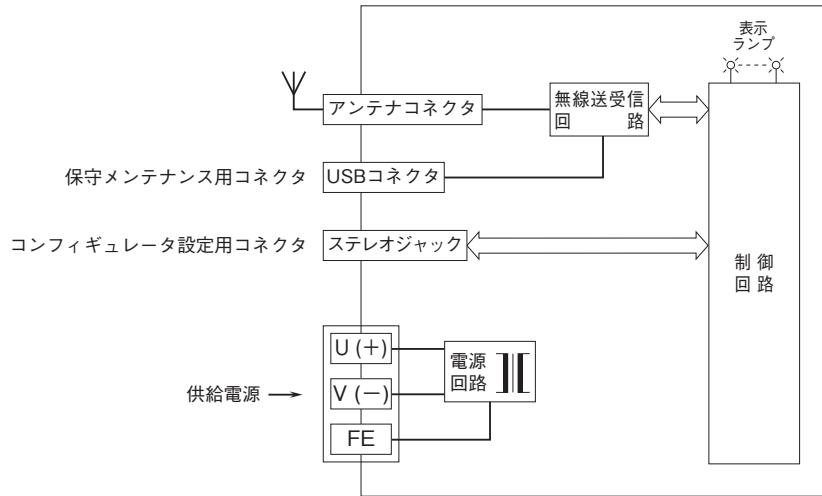 表示
ランプ
アンテナコネクタ
無線送受信
回　　　路
保守メンテナンス用コネクタ
USBコネクタ
コンフィギュレータ設定用コネクタ
ステレオジャック
制 御
回 路
U (＋)
電源
回路
供給電源
V (－)
FE